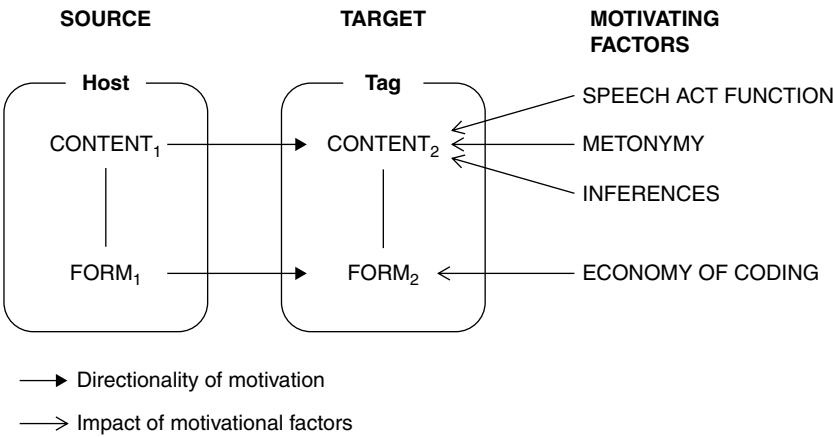 SOURCE TARGET MOTIVATING
FACTORS
Host Tag
SPEECH ACT FUNCTION
CONTENT₁ CONTENT₂ METONYMY
INFERENCES
FORM₁ FORM₂ ECONOMY OF CODING
Directionality of motivation
Impact of motivational factors